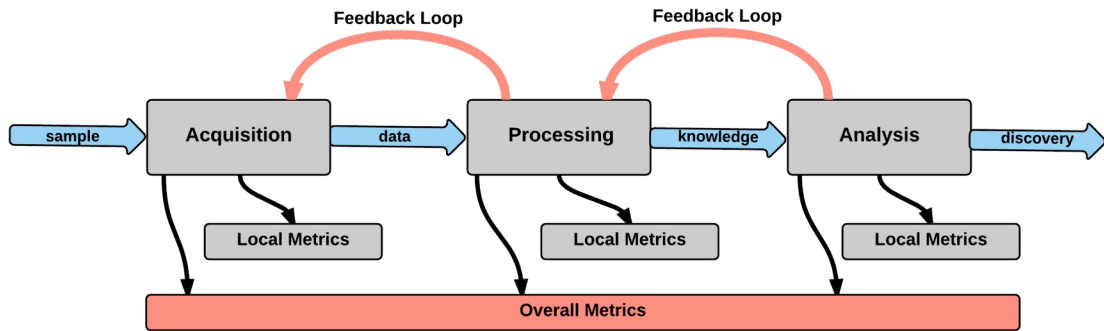 Feedback Loop
Feedback Loop
sample
Acquisition
data
Processing
knowledge
Analysis
discovery
Local Metrics
Local Metrics
Local Metrics
Overall Metrics